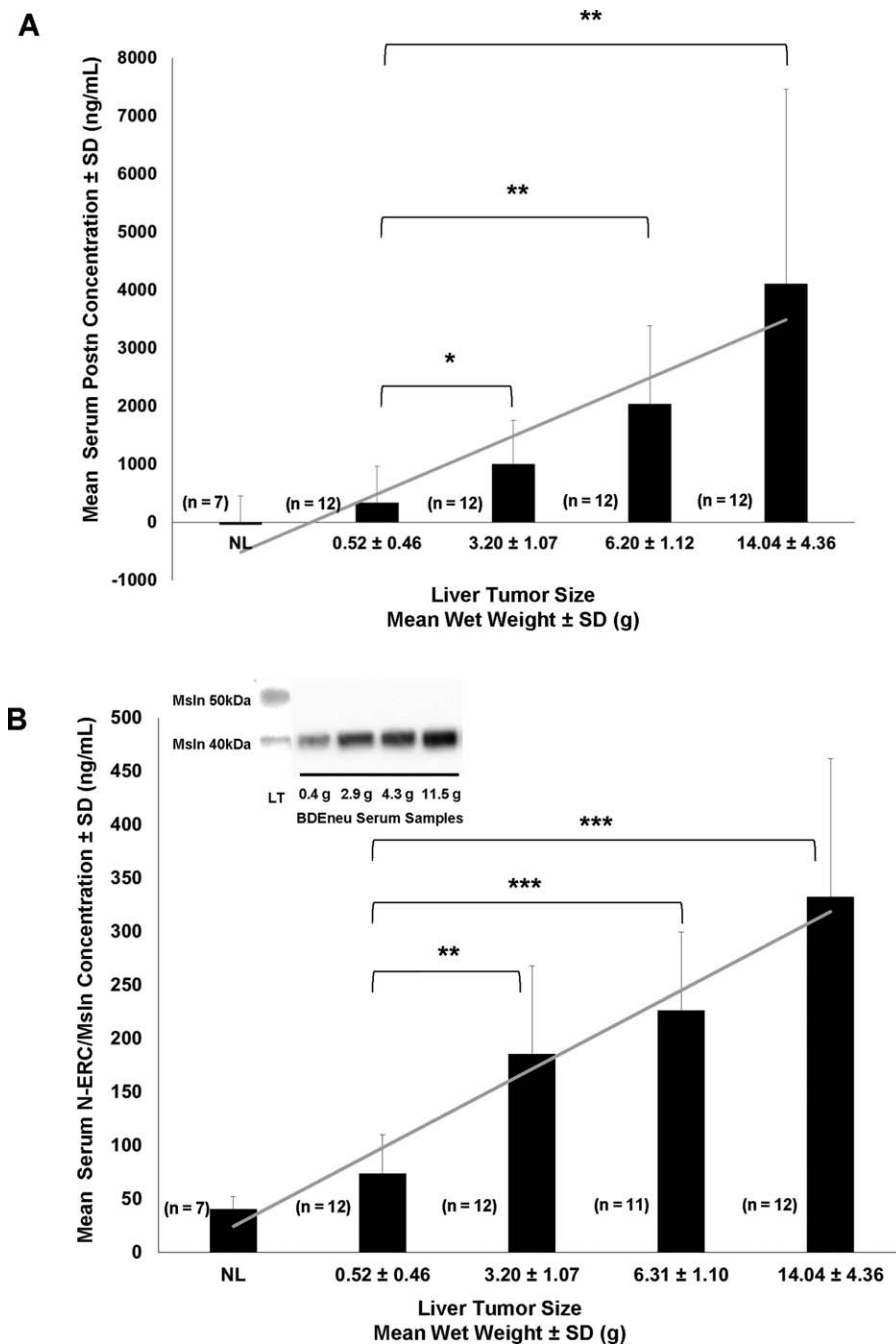 A
**
8000
7000
6000
**
5000
4000
*
3000
2000
1000
(n = 7)
(n = 12)
(n = 12)
(n = 12)
(n = 12)
0
-1000
Mean Serum Postn Concentration ± SD (ng/mL)
NL
0.52 ± 0.46
3.20 ± 1.07
6.20 ± 1.12
14.04 ± 4.36
Liver Tumor Size
Mean Wet Weight ± SD (g)
B
Msln 50kDa
Msln 40kDa
LT
0.4 g
2.9 g
4.3 g
11.5 g
BDEneu Serum Samples
500
450
400
350
300
250
200
150
100
50
0
Mean Serum N-ERC/Msln Concentration ± SD (ng/mL)
***
***
**
(n = 7)
(n = 12)
(n = 12)
(n = 11)
(n = 12)
NL
0.52 ± 0.46
3.20 ± 1.07
6.31 ± 1.10
14.04 ± 4.36
Liver Tumor Size
Mean Wet Weight ± SD (g)